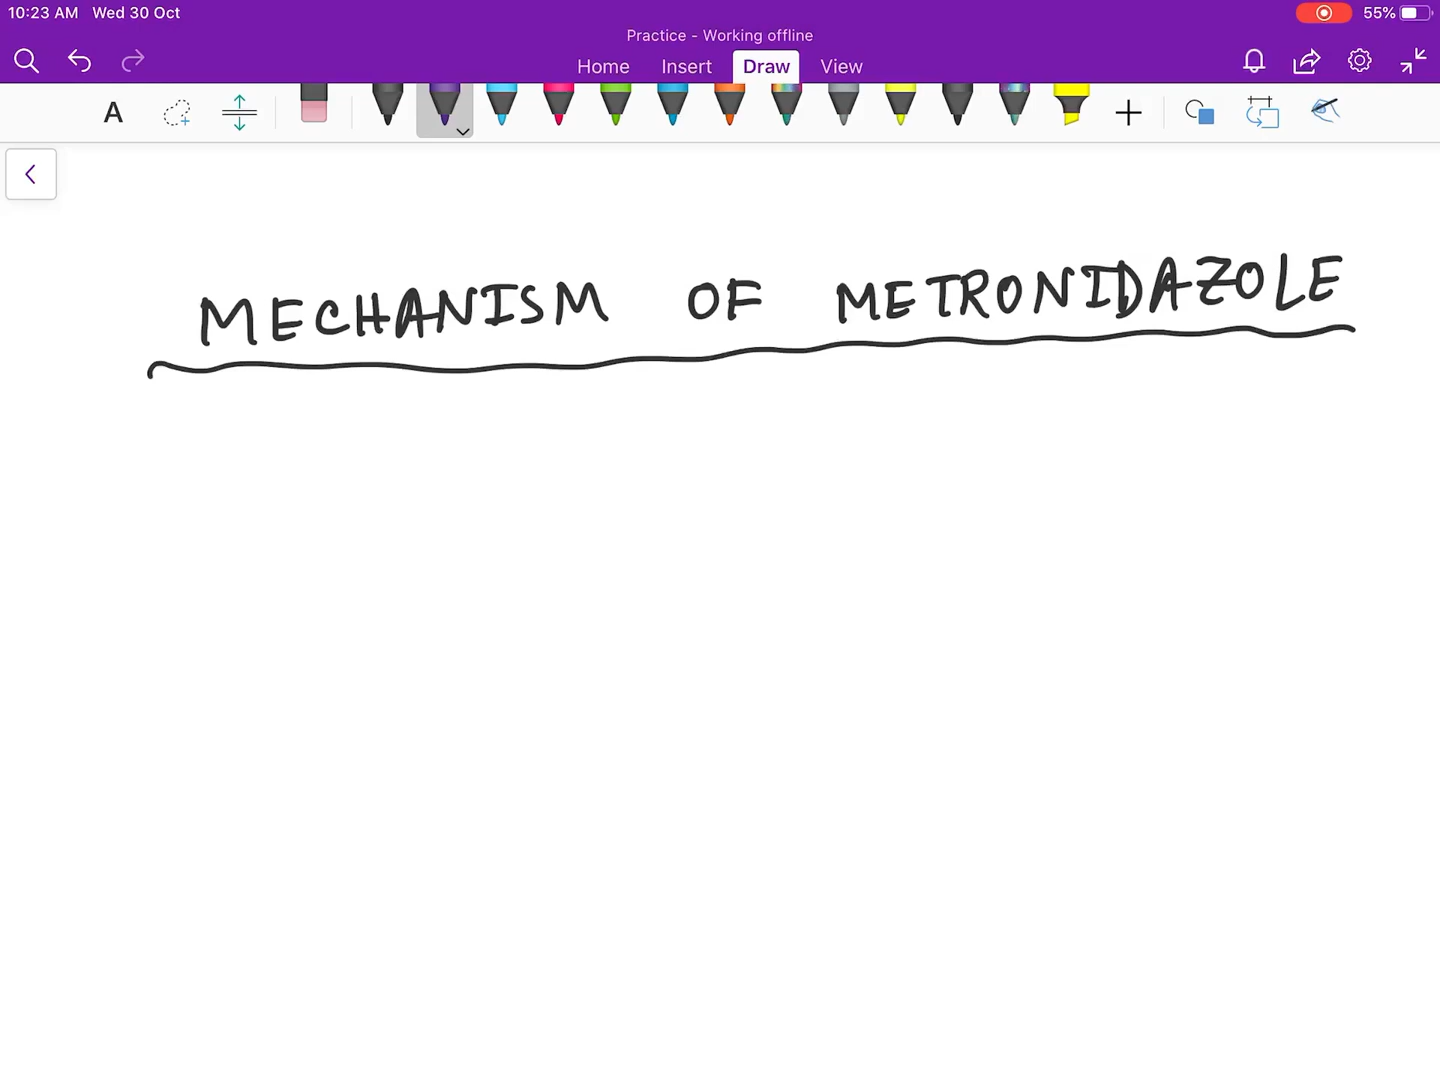 10:23 AM Wed 30 Oct
55%
Practice - Working offline
Home Insert Draw View
A
MECHANISM OF METRONIDAZOLE